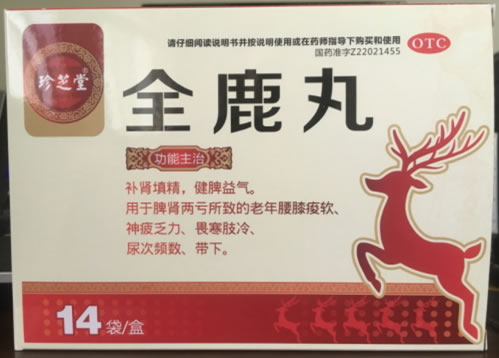 请仔细阅读说明书并按说明使用或在药师指导下购买和使用
国药准字Z22021455
OTC
珍芝堂
全鹿丸
功能主治
补肾填精，健脾益气。
用于脾肾两亏所致的老年腰膝痠软、
神疲乏力、畏寒肢冷、
尿次频数、带下。
14袋/盒